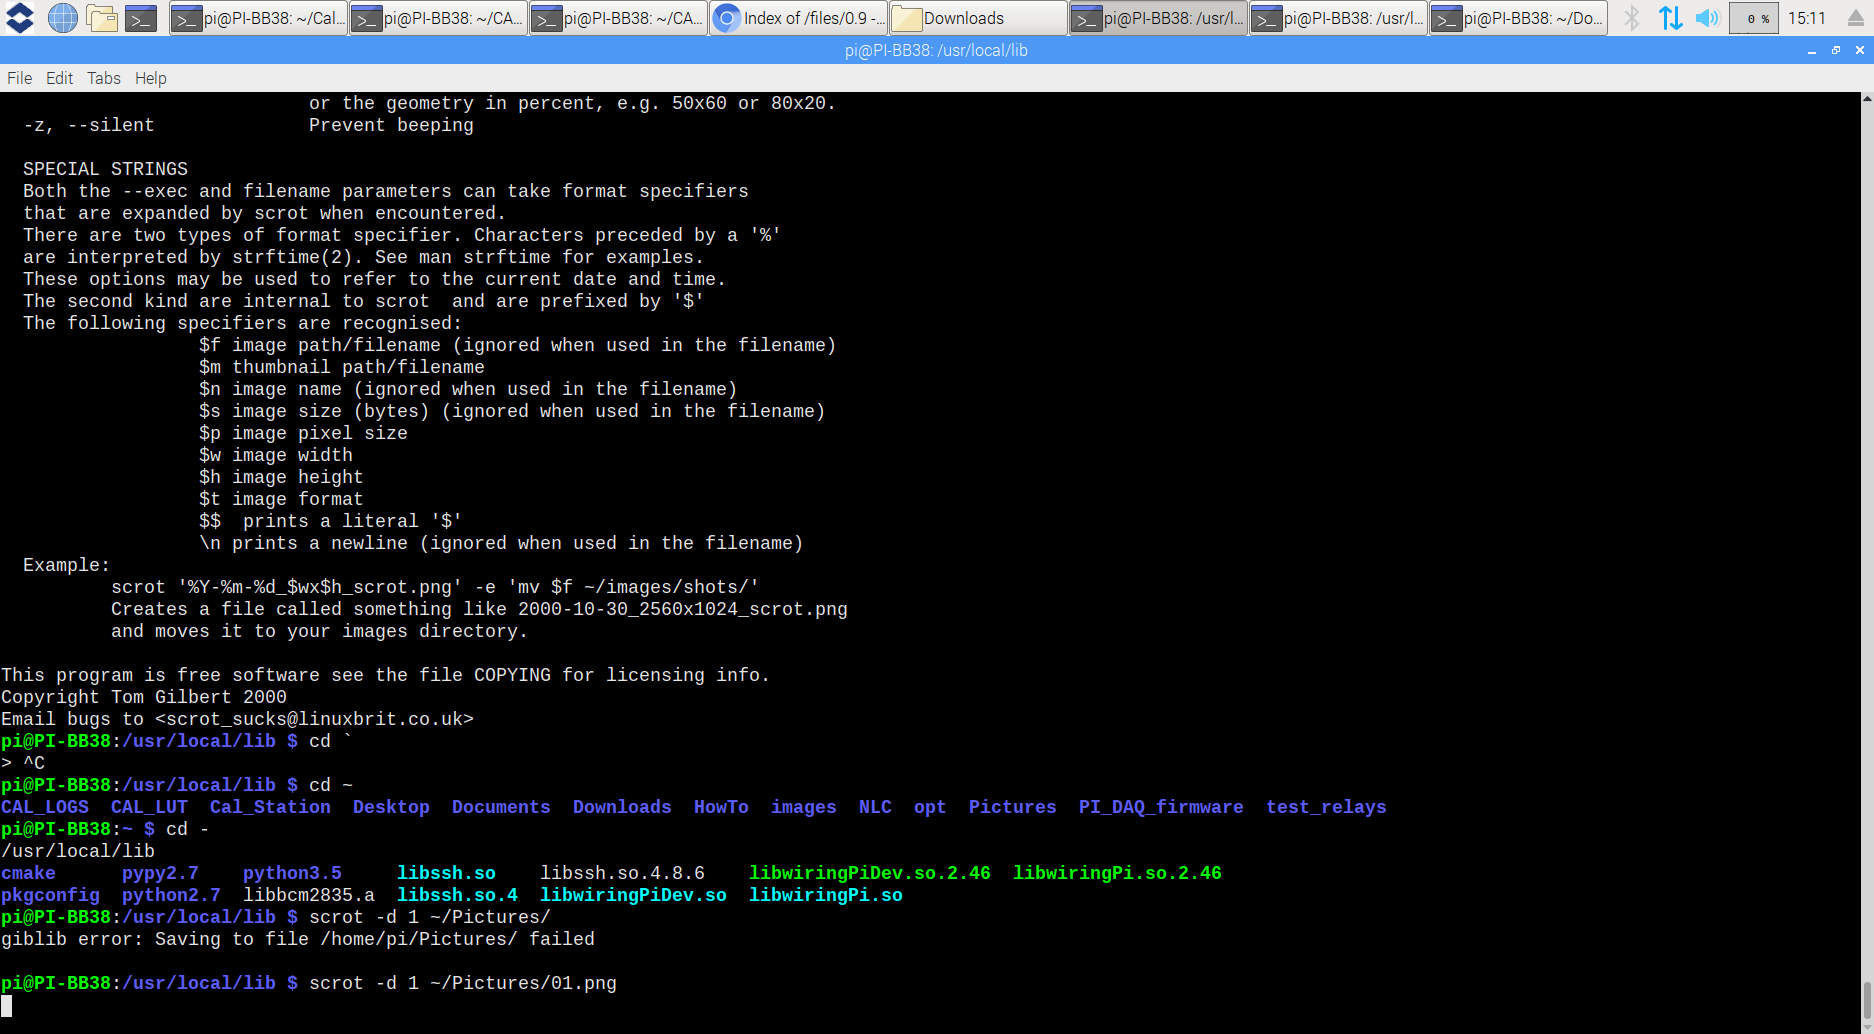 pi@PI-BB38: ~/Cal... pi@PI-BB38: ~/CA... pi@PI-BB38: ~/CA... Index of /files/0.9 -... Downloads pi@PI-BB38: /usr/l... pi@PI-BB38: /usr/l... pi@PI-BB38: ~/Do... 0 % 15:11
pi@PI-BB38: /usr/local/lib
File Edit Tabs Help
or the geometry in percent, e.g. 50x60 or 80x20.
-z, --silent Prevent beeping
SPECIAL STRINGS
Both the --exec and filename parameters can take format specifiers
that are expanded by scrot when encountered.
There are two types of format specifier. Characters preceded by a '%'
are interpreted by strftime(2). See man strftime for examples.
These options may be used to refer to the current date and time.
The second kind are internal to scrot  and are prefixed by '$'
The following specifiers are recognised:
$f image path/filename (ignored when used in the filename)
$m thumbnail path/filename
$n image name (ignored when used in the filename)
$s image size (bytes) (ignored when used in the filename)
$p image pixel size
$w image width
$h image height
$t image format
$$  prints a literal '$'
\n prints a newline (ignored when used in the filename)
Example:
scrot '%Y-%m-%d_$wx$h_scrot.png' -e 'mv $f ~/images/shots/'
Creates a file called something like 2000-10-30_2560x1024_scrot.png
and moves it to your images directory.
This program is free software see the file COPYING for licensing info.
Copyright Tom Gilbert 2000
Email bugs to <scrot_sucks@linuxbrit.co.uk>
pi@PI-BB38:/usr/local/lib $ cd `
> ^C
pi@PI-BB38:/usr/local/lib $ cd ~
CAL_LOGS  CAL_LUT  Cal_Station  Desktop  Documents  Downloads  HowTo  images  NLC  opt  Pictures  PI_DAQ_firmware  test_relays
pi@PI-BB38:~ $ cd -
/usr/local/lib
cmake pypy2.7 python3.5 libssh.so libssh.so.4.8.6 libwiringPiDev.so.2.46 libwiringPi.so.2.46
pkgconfig python2.7 libbcm2835.a libssh.so.4 libwiringPiDev.so libwiringPi.so
pi@PI-BB38:/usr/local/lib $ scrot -d 1 ~/Pictures/
giblib error: Saving to file /home/pi/Pictures/ failed
pi@PI-BB38:/usr/local/lib $ scrot -d 1 ~/Pictures/01.png